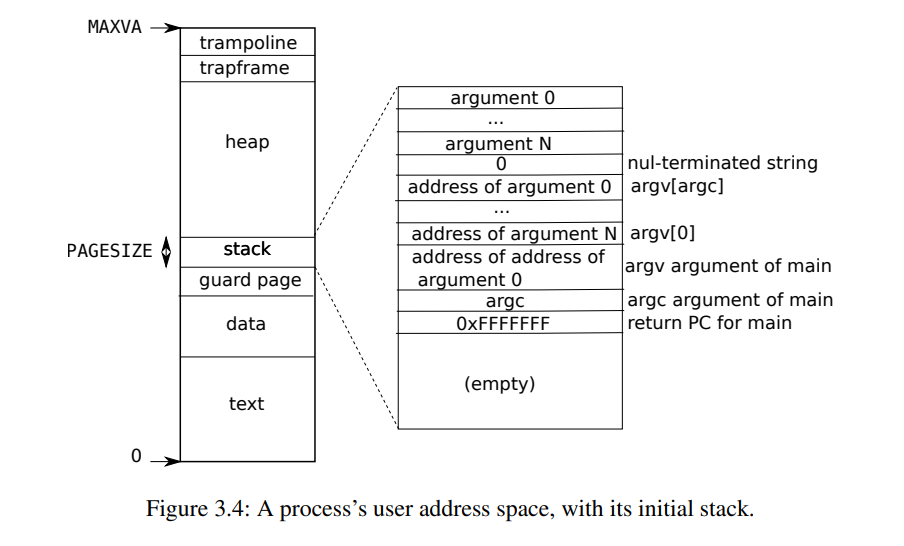 MAXVA
trampoline
trapframe
heap
PAGESIZE
stack
guard page
data
text
0
argument 0
...
argument N
0
nul-terminated string
address of argument 0
argv[argc]
...
address of argument N
argv[0]
address of address of
argument 0
argv argument of main
argc
argc argument of main
0xFFFFFFF
return PC for main
(empty)
Figure 3.4: A process’s user address space, with its initial stack.